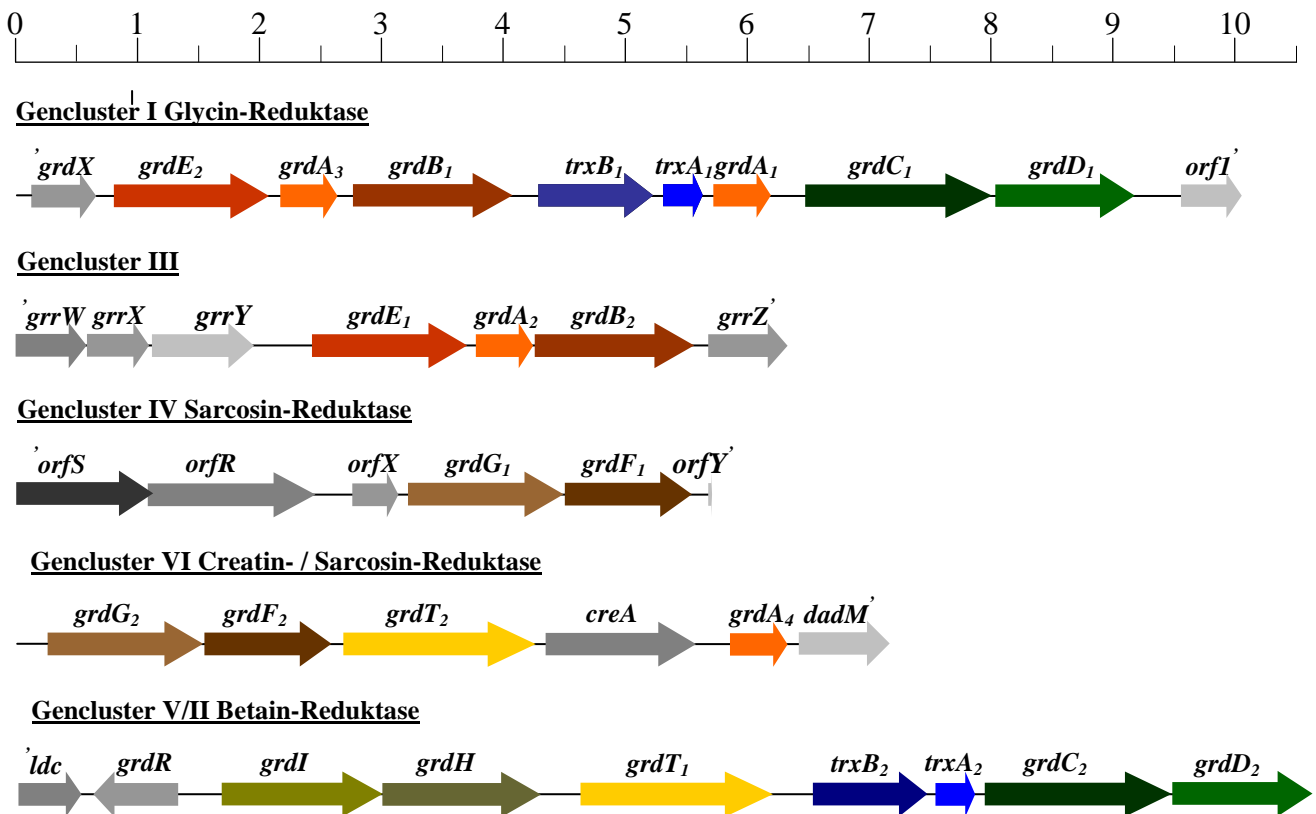 0 1 2 3 4 5 6 7 8 9 10
Gencluster I Glycin-Reduktase
’grdX grdE₂ grdA₃ grdB₁ trxB₁ trxA₁ grdA₁ grdC₁ grdD₁ orf1’
Gencluster III
’grrW grrX grrY grdE₁ grdA₂ grdB₂ grrZ’
Gencluster IV Sarcosin-Reduktase
’orfS orfR orfX grdG₁ grdF₁ orfY’
Gencluster VI Creatin- / Sarcosin-Reduktase
grdG₂ grdF₂ grdT₂ creA grdA₄ dadM’
Gencluster V/II Betain-Reduktase
’ldc grdR grdI grdH grdT₁ trxB₂ trxA₂ grdC₂ grdD₂